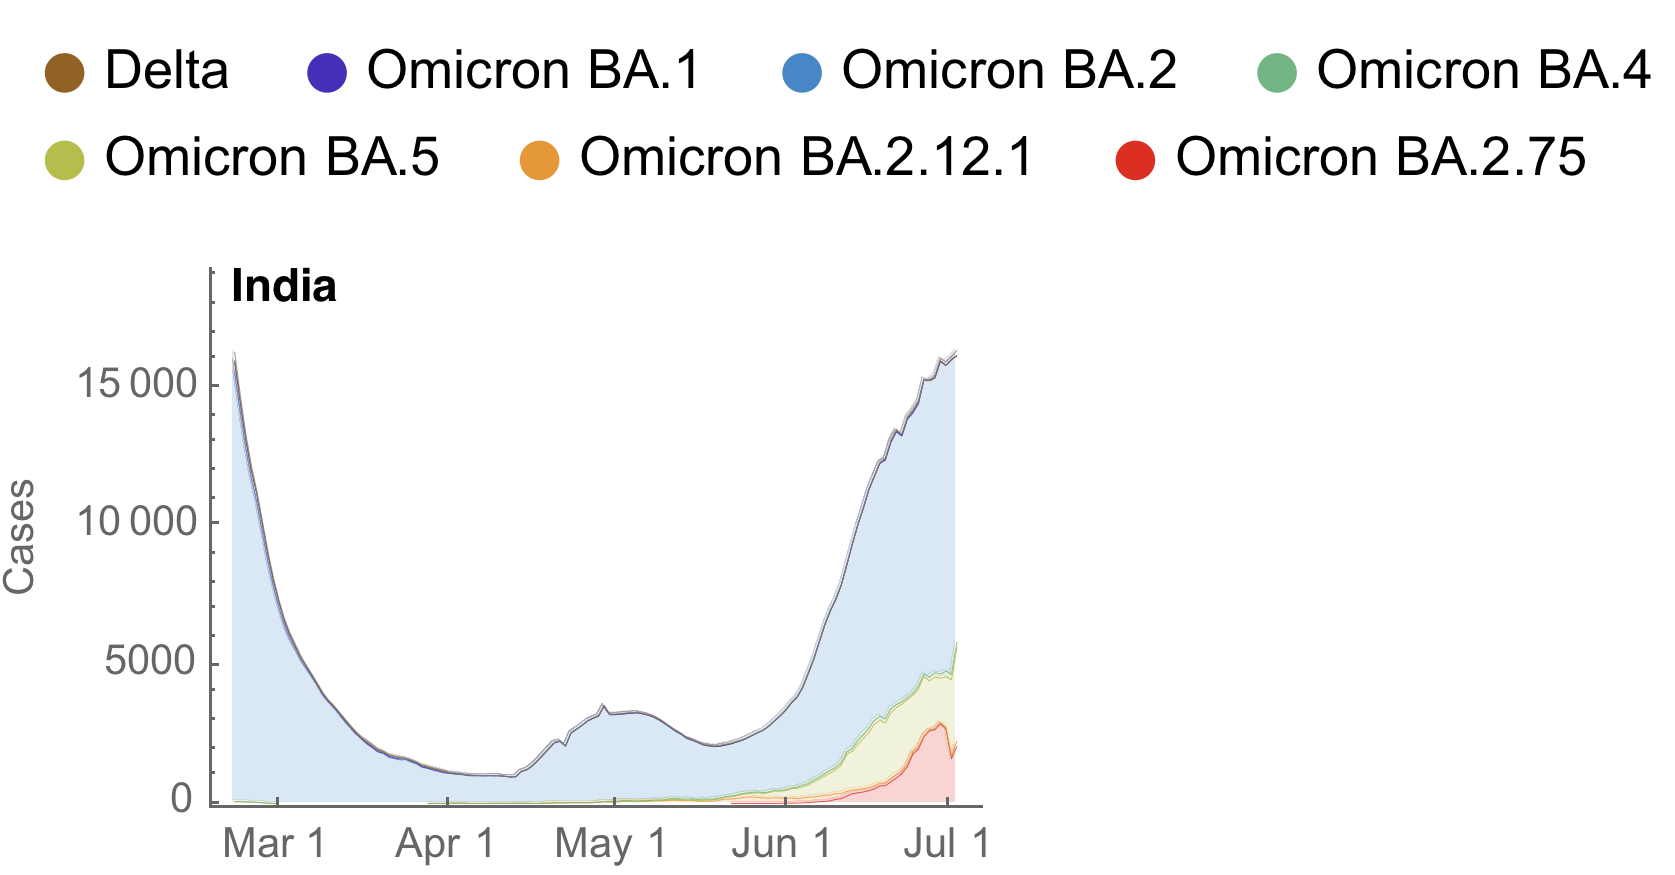 Delta Omicron BA.1 Omicron BA.2 Omicron BA.4
Omicron BA.5 Omicron BA.2.12.1 Omicron BA.2.75
India
15 000
10 000
5000
0
Cases
Mar 1 Apr 1 May 1 Jun 1 Jul 1